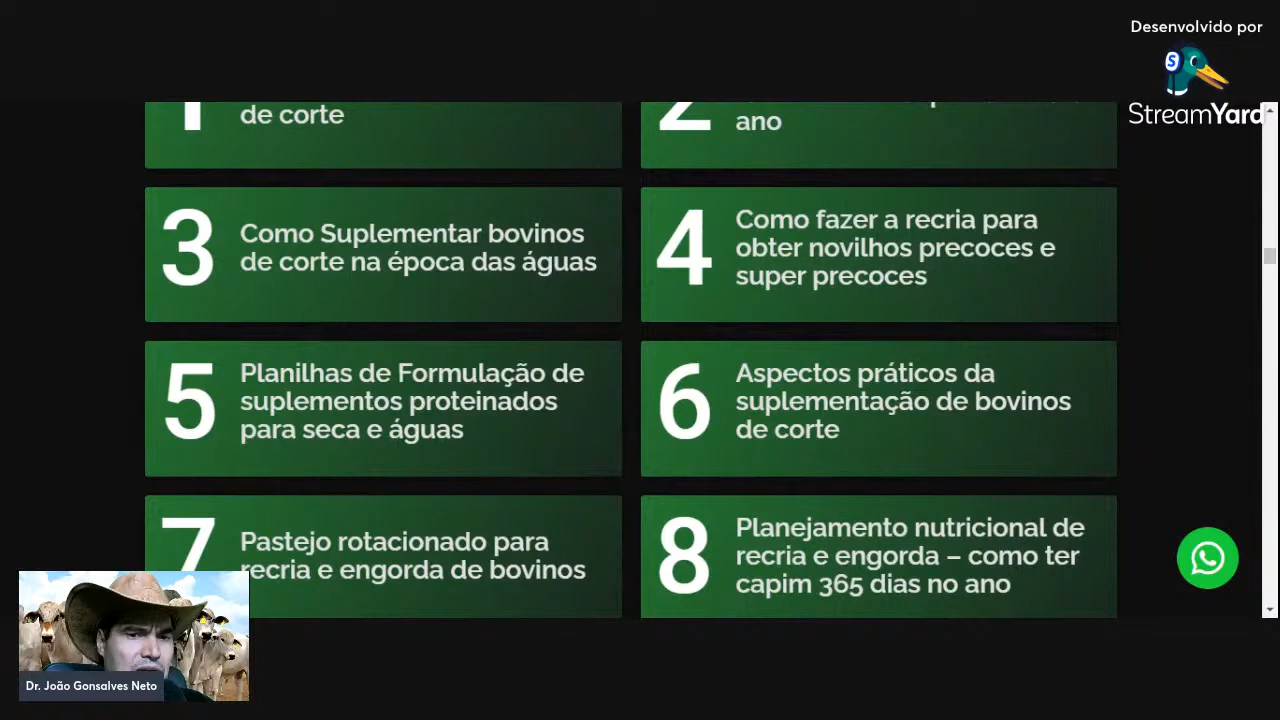 Desenvolvido por
S
StreamYard
1
de corte
2
ano
3
Como Suplementar bovinos
de corte na época das águas
4
Como fazer a recria para
obter novilhos precoces e
super precoces
5
Planilhas de Formulação de
suplementos proteinados
para seca e águas
6
Aspectos práticos da
suplementação de bovinos
de corte
7
Pastejo rotacionado para
recria e engorda de bovinos
8
Planejamento nutricional de
recria e engorda – como ter
capim 365 dias no ano
Dr. João Gonsalves Neto